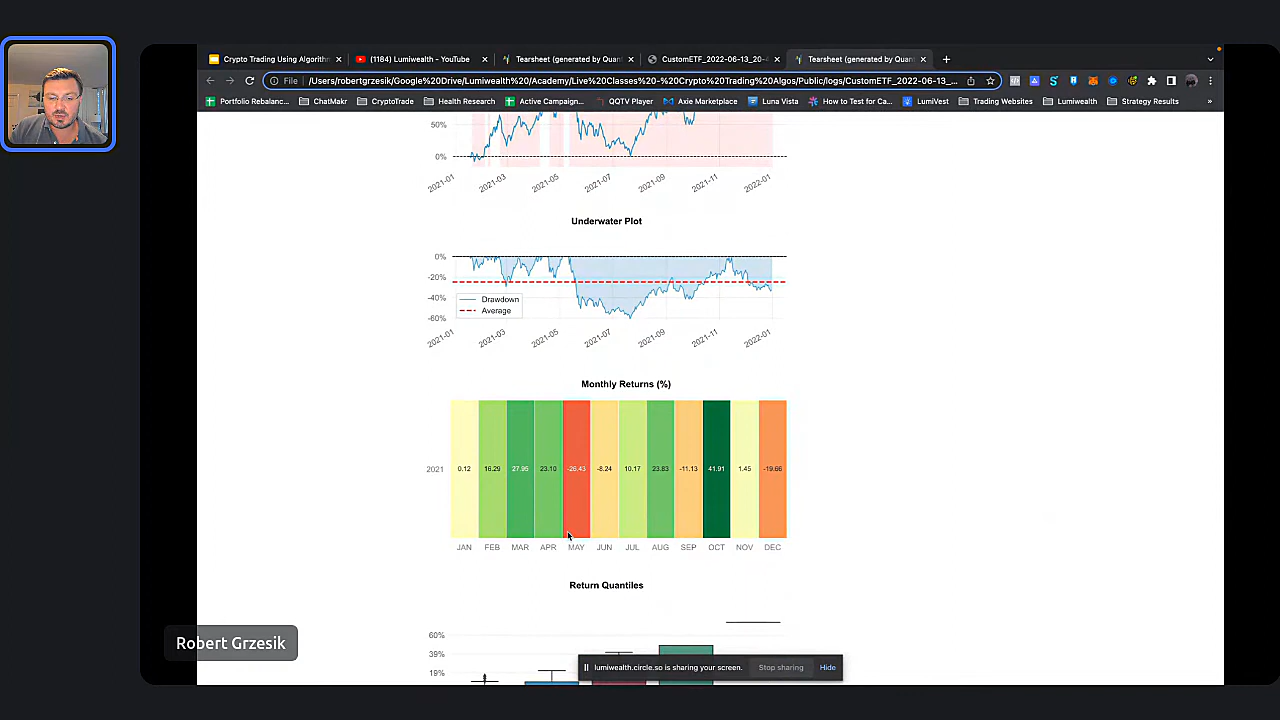 Crypto Trading Using Algorithm
(1184) Lumiwealth - YouTube
Tearsheet (generated by Quan
CustomETF_2022-06-13_20-
Tearsheet (generated by Quan
File
/Users/robertgrzesik/Google%20Drive/Lumiwealth%20/Academy/Live%20Classes%20-%20Crypto%20Trading%20Algos/Public/logs/CustomETF_2022-06-13_...
Portfolio Rebalanc...
ChatMakr
CryptoTrade
Health Research
Active Campaign...
QQTV Player
Axie Marketplace
Luna Vista
How to Test for Ca...
LumiVest
Trading Websites
Lumiwealth
Strategy Results
»
50%
0%
2021-01 2021-03 2021-05 2021-07 2021-09 2021-11 2022-01
Underwater Plot
0%
-20%
-40%
-60%
Drawdown
Average
2021-01 2021-03 2021-05 2021-07 2021-09 2021-11 2022-01
Monthly Returns (%)
2021 0.12 16.29 27.95 23.10 -26.43 -8.24 10.17 23.83 -11.13 41.91 1.45 -19.66
JAN FEB MAR APR MAY JUN JUL AUG SEP OCT NOV DEC
Return Quantiles
60%
39%
19%
Robert Grzesik
lumiwealth.circle.so is sharing your screen.
Stop sharing
Hide